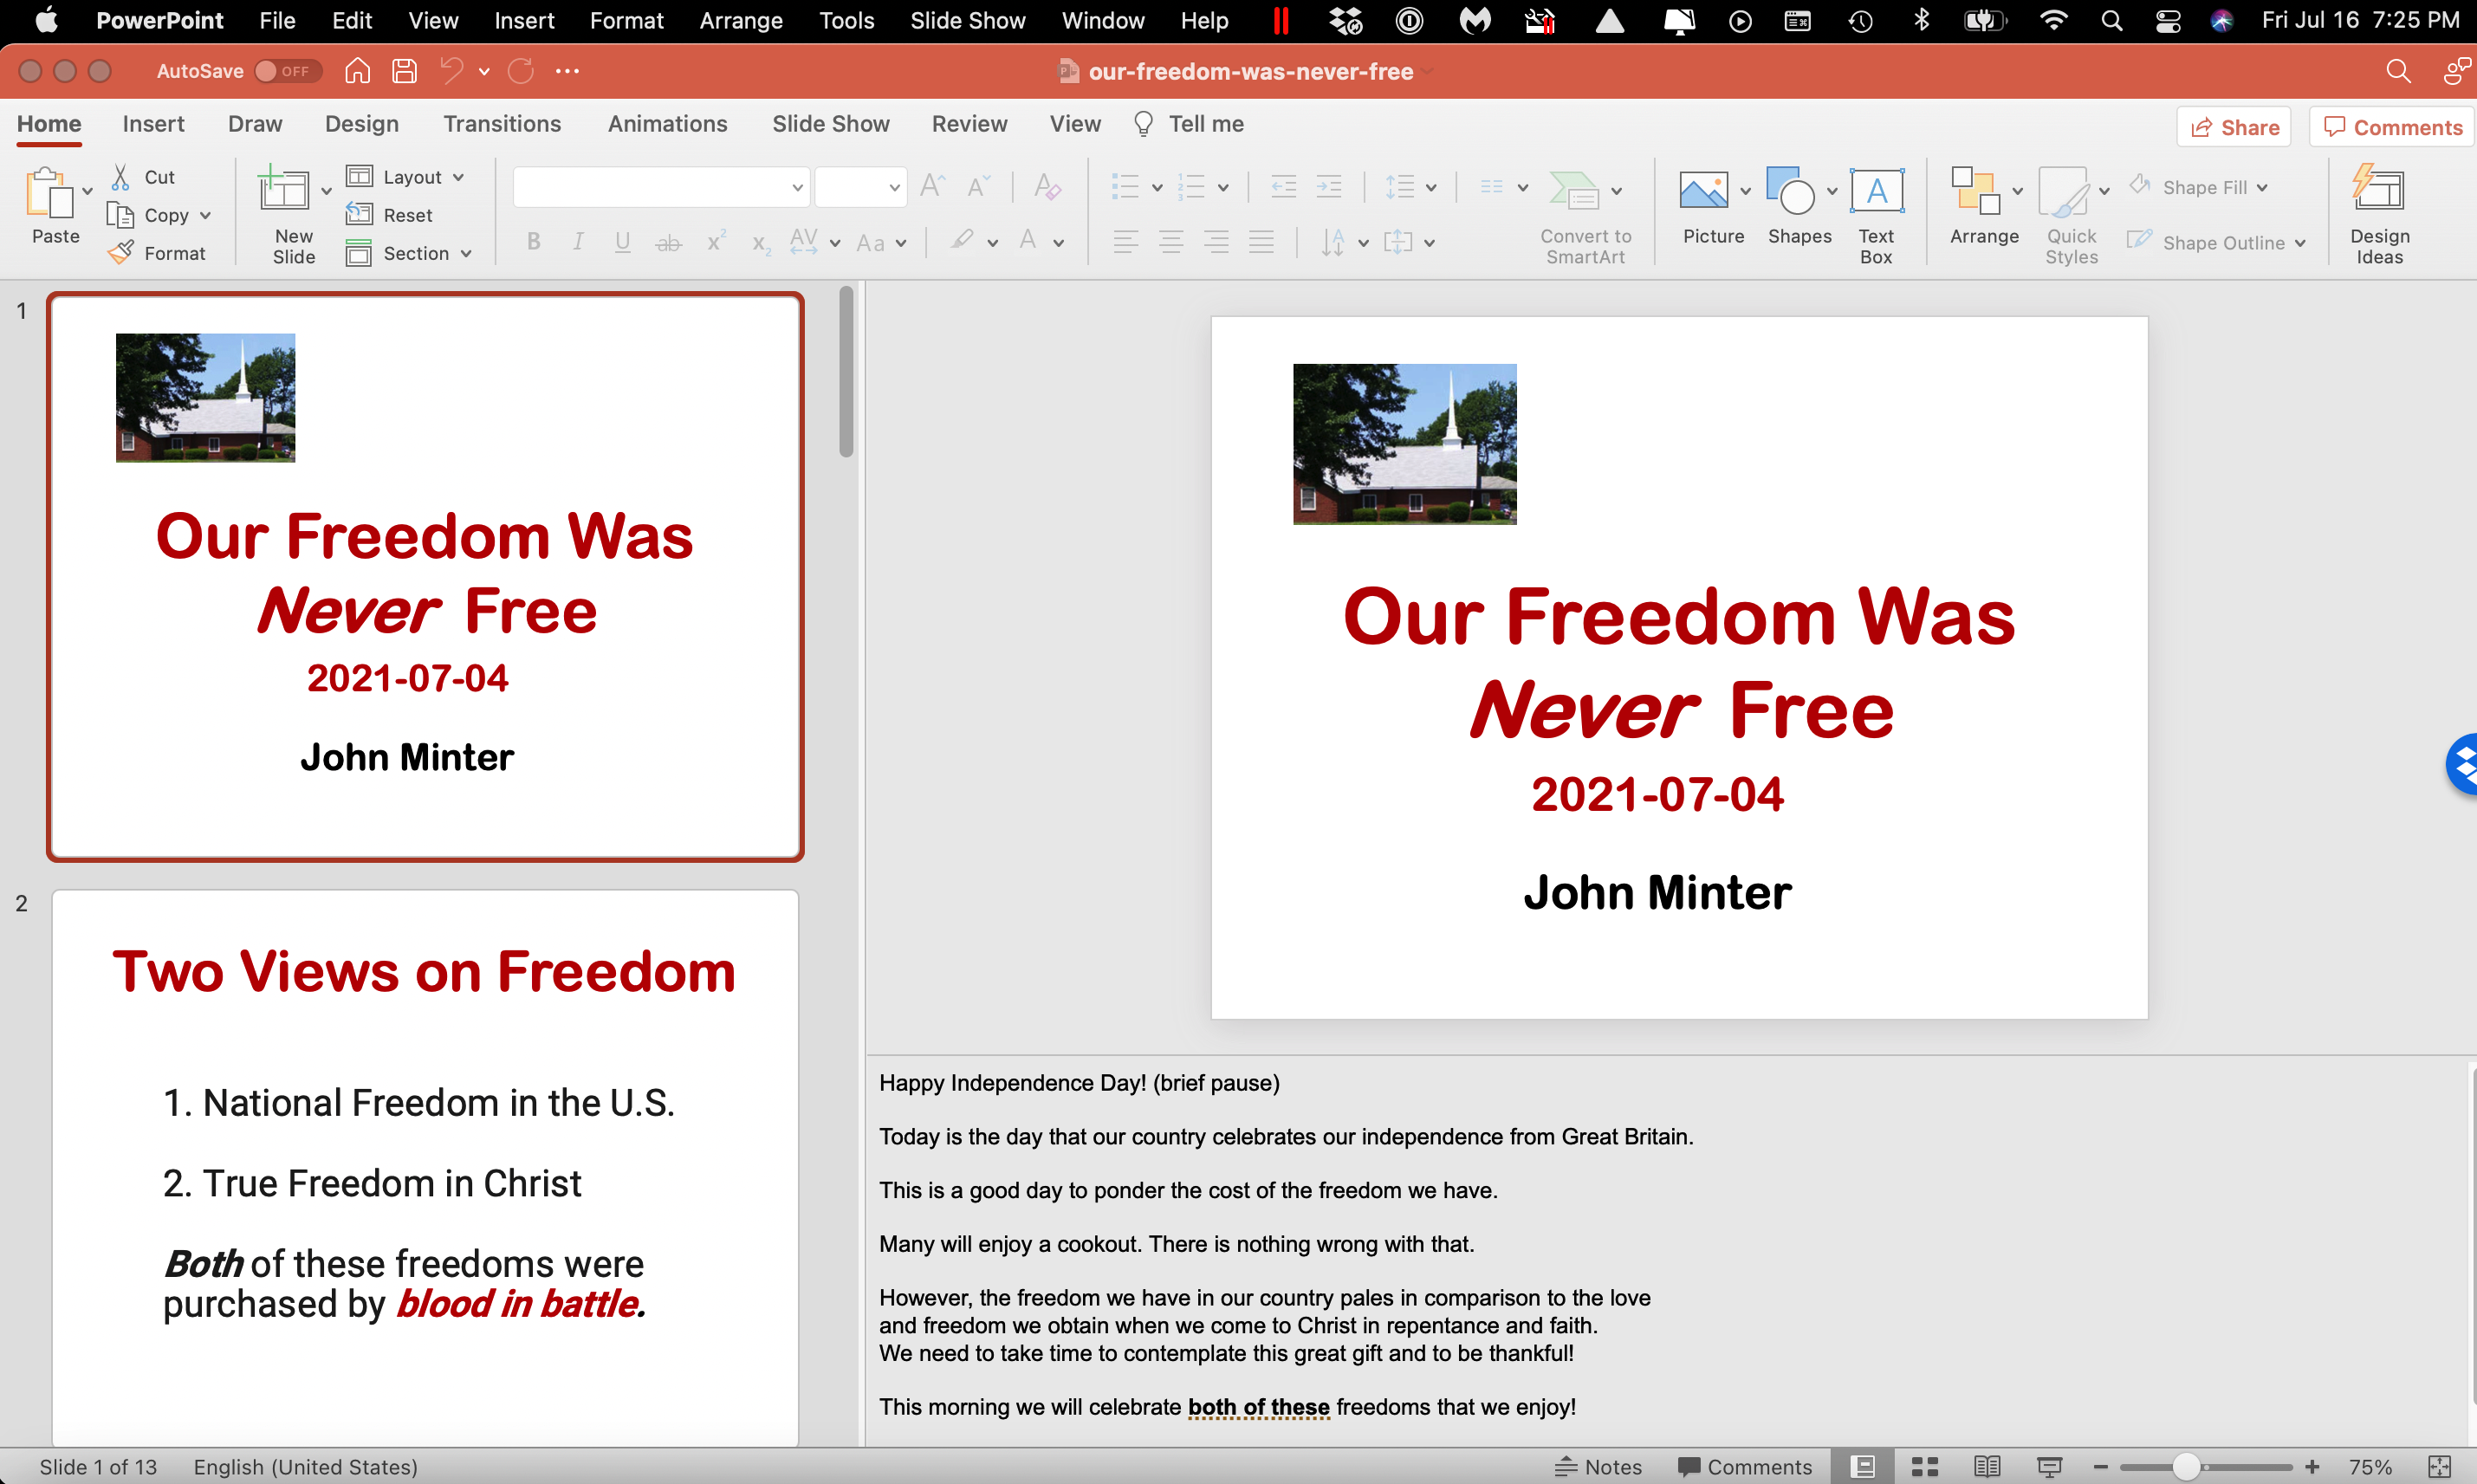 PowerPoint File Edit View Insert Format Arrange Tools Slide Show Window Help Fri Jul 16 7:25 PM
AutoSave OFF our-freedom-was-never-free
Home Insert Draw Design Transitions Animations Slide Show Review View Tell me Share Comments
Paste
Cut
Copy
Format
New
Slide
Layout
Reset
Section
Convert to
SmartArt
Picture
Shapes
Text
Box
Arrange
Quick
Styles
Shape Fill
Shape Outline
Design
Ideas
1
Our Freedom Was
Never Free
2021-07-04
John Minter
2
Two Views on Freedom
1. National Freedom in the U.S.
2. True Freedom in Christ
Both of these freedoms were
purchased by blood in battle.
Our Freedom Was
Never Free
2021-07-04
John Minter
Happy Independence Day! (brief pause)
Today is the day that our country celebrates our independence from Great Britain.
This is a good day to ponder the cost of the freedom we have.
Many will enjoy a cookout. There is nothing wrong with that.
However, the freedom we have in our country pales in comparison to the love
and freedom we obtain when we come to Christ in repentance and faith.
We need to take time to contemplate this great gift and to be thankful!
This morning we will celebrate both of these freedoms that we enjoy!
Slide 1 of 13 English (United States) Notes Comments 75%